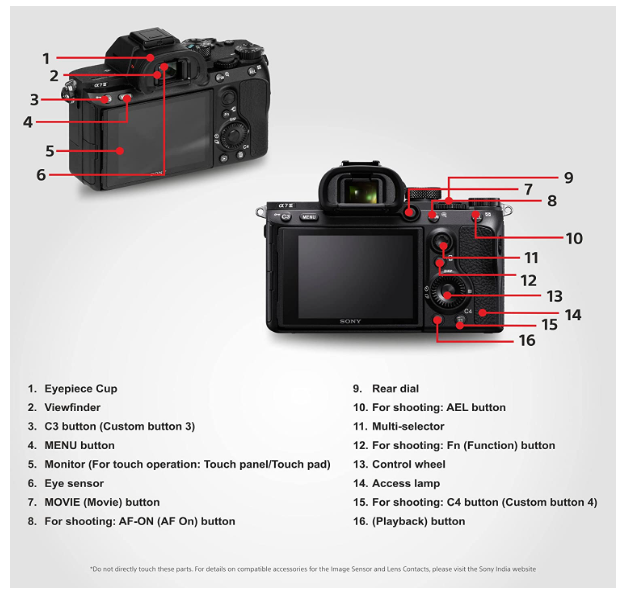 1
2
3
4
5
6
α7III
C4
7
8
9
10
11
12
13
14
15
16
α7III
C3 MENU
SONY
C4
1. Eyepiece Cup
2. Viewfinder
3. C3 button (Custom button 3)
4. MENU button
5. Monitor (For touch operation: Touch panel/Touch pad)
6. Eye sensor
7. MOVIE (Movie) button
8. For shooting: AF-ON (AF On) button
9. Rear dial
10. For shooting: AEL button
11. Multi-selector
12. For shooting: Fn (Function) button
13. Control wheel
14. Access lamp
15. For shooting: C4 button (Custom button 4)
16. (Playback) button
*Do not directly touch these parts. For details on compatible accessories for the Image Sensor and Lens Contacts, please visit the Sony India website